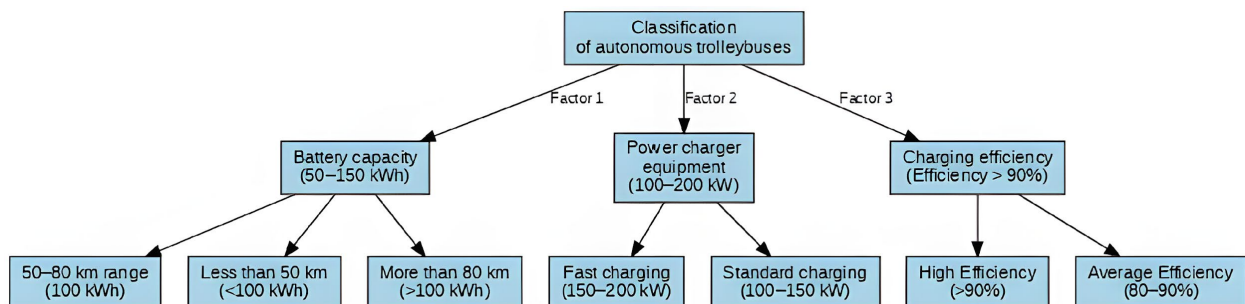 Classification
of autonomous trolleybuses
Factor 1
Factor 2
Factor 3
Battery capacity
(50–150 kWh)
Power charger
equipment
(100–200 kW)
Charging efficiency
(Efficiency > 90%)
50–80 km range
(100 kWh)
Less than 50 km
(<100 kWh)
More than 80 km
(>100 kWh)
Fast charging
(150–200 kW)
Standard charging
(100–150 kW)
High Efficiency
(>90%)
Average Efficiency
(80–90%)